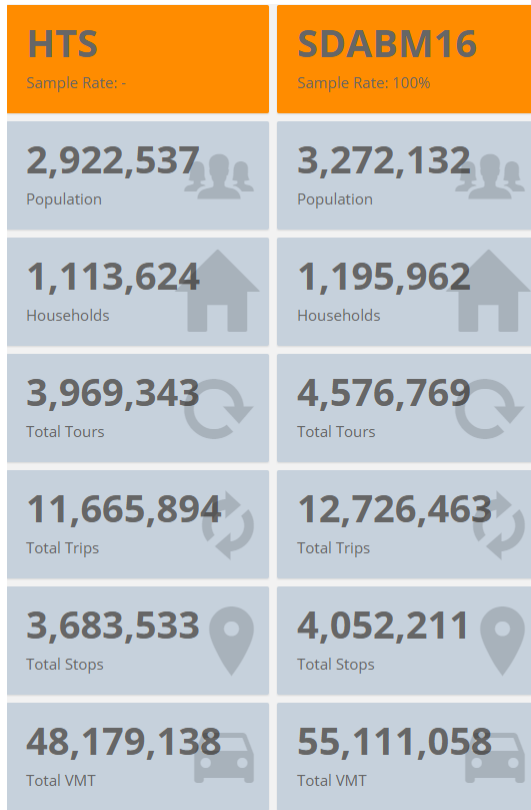 HTS
Sample Rate: -
2,922,537
Population
1,113,624
Households
3,969,343
Total Tours
11,665,894
Total Trips
3,683,533
Total Stops
48,179,138
Total VMT
SDABM16
Sample Rate: 100%
3,272,132
Population
1,195,962
Households
4,576,769
Total Tours
12,726,463
Total Trips
4,052,211
Total Stops
55,111,058
Total VMT